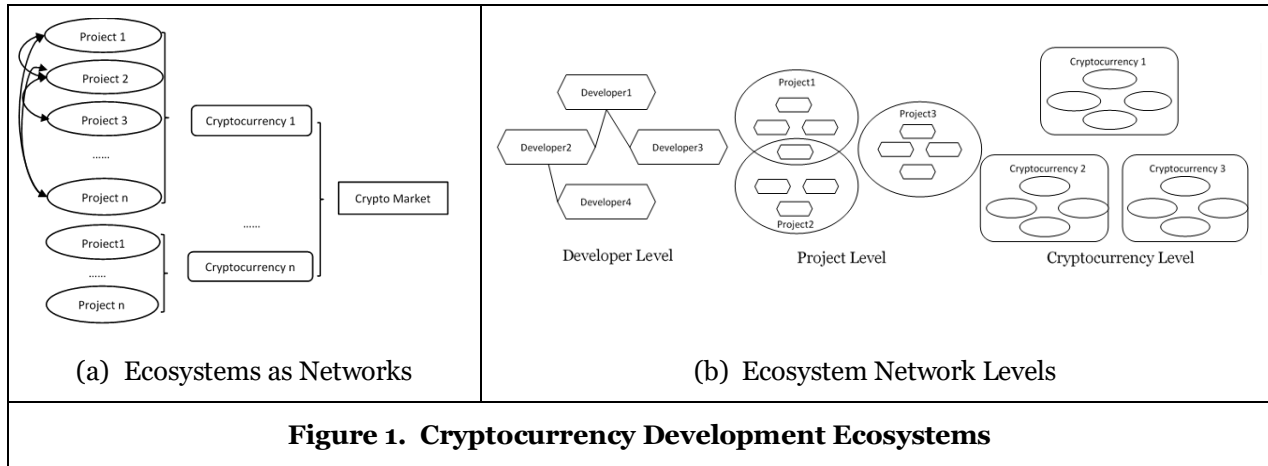 Project 1
Project 2
Project 3
......
Project n
Project1
......
Project n
Cryptocurrency 1
......
Cryptocurrency n
Crypto Market
(a) Ecosystems as Networks
Developer1
Developer2
Developer3
Developer4
Developer Level
Project1
Project3
Project2
Project Level
Cryptocurrency 1
Cryptocurrency 2
Cryptocurrency 3
Cryptocurrency Level
(b) Ecosystem Network Levels
Figure 1. Cryptocurrency Development Ecosystems